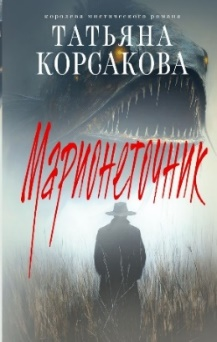 королева мистического романа
ТАТЬЯНА
КОРСАКОВА
Марионеточник